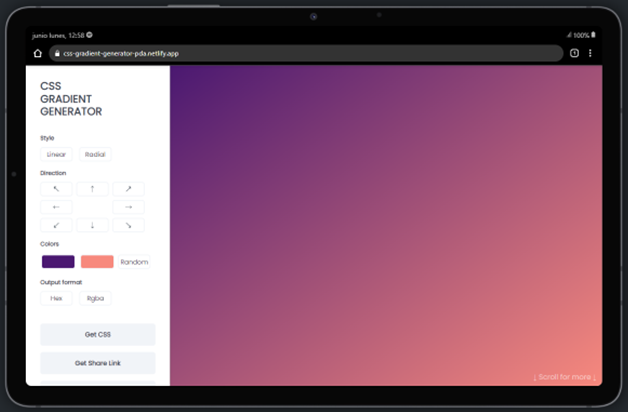 junio lunes, 12:58
100%
css-gradient-generator-pda.netlify.app
1
CSS
GRADIENT
GENERATOR
Style
Linear Radial
Direction
↖ ↑ ↗
← →
↙ ↓ ↘
Colors
Random
Output format
Hex Rgba
Get CSS
Get Share Link
↓ Scroll for more ↓